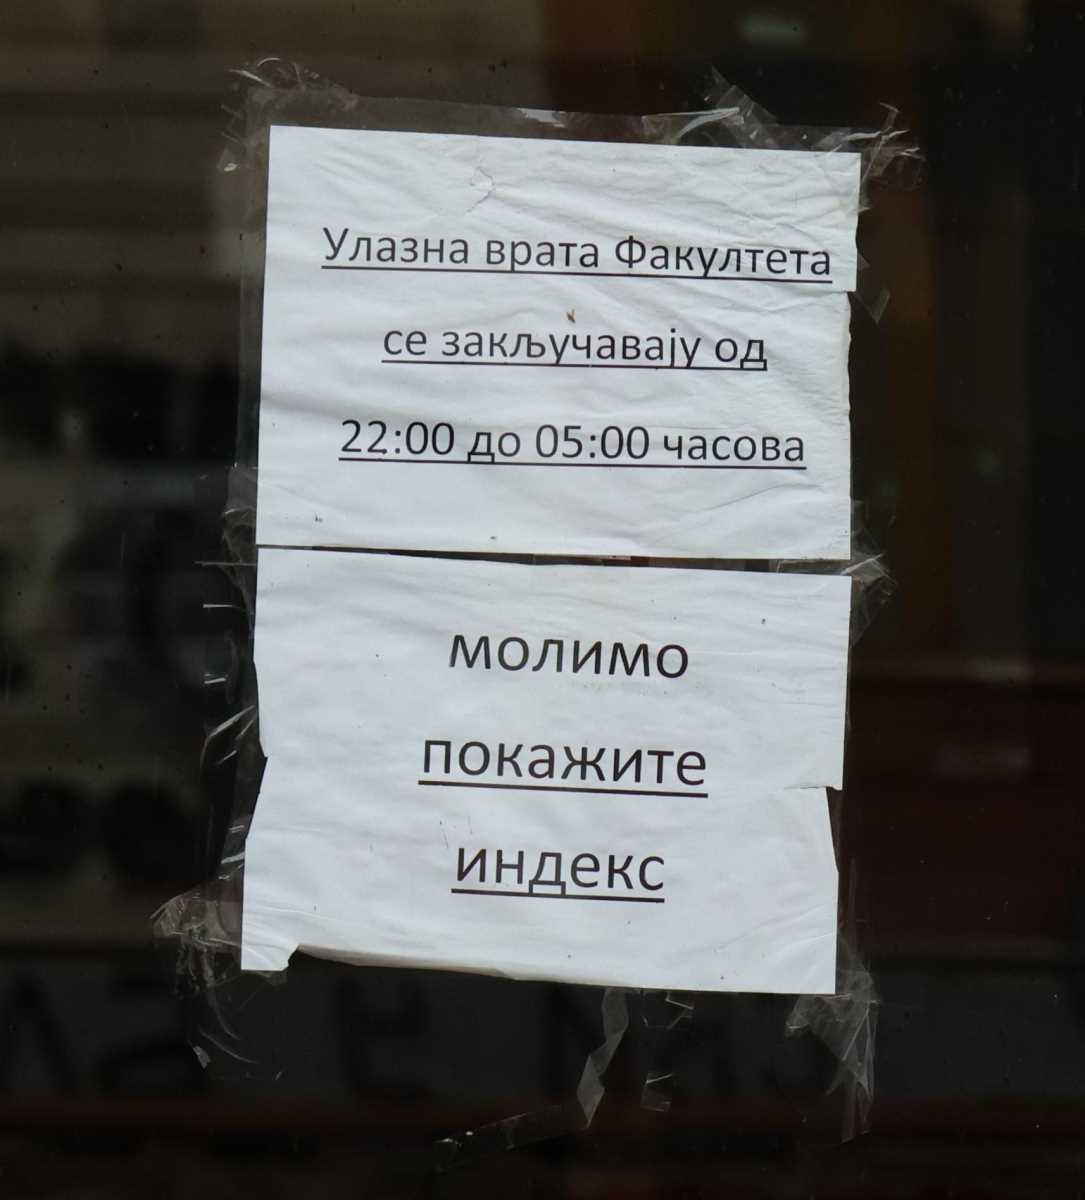 Улазна врата Факултета
се закључавају од
22:00 до 05:00 часова
молимо
покажите
индекс